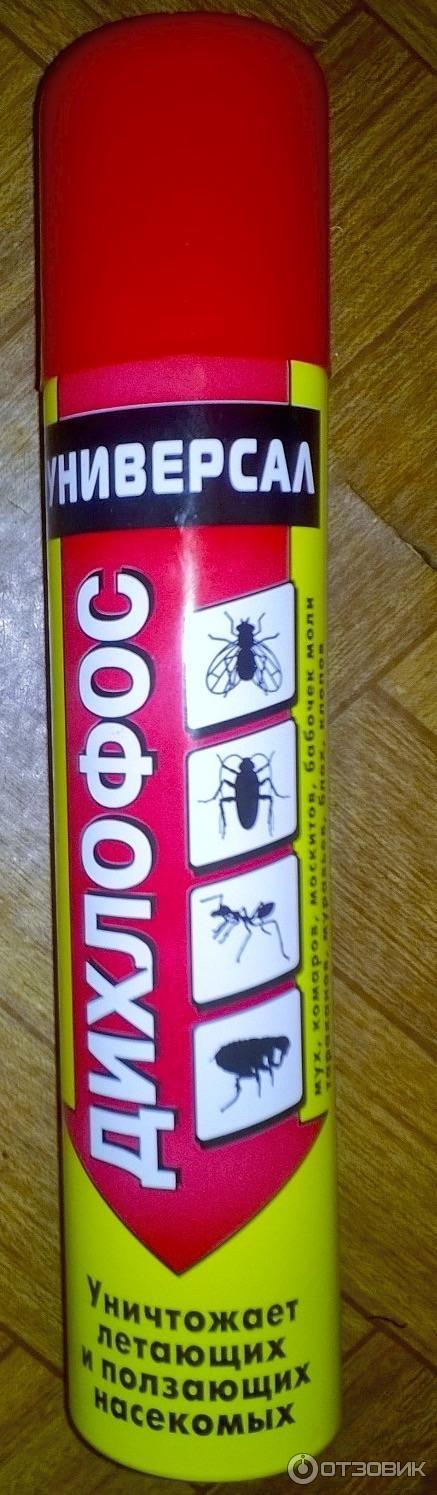 УНИВЕРСАЛ
ДИХЛОФОС
мух, комаров, москитов, бабочек моли
тараканов, муравьев, блох, клопов
Уничтожает
летающих
и ползающих
насекомых
ОТЗОВИК